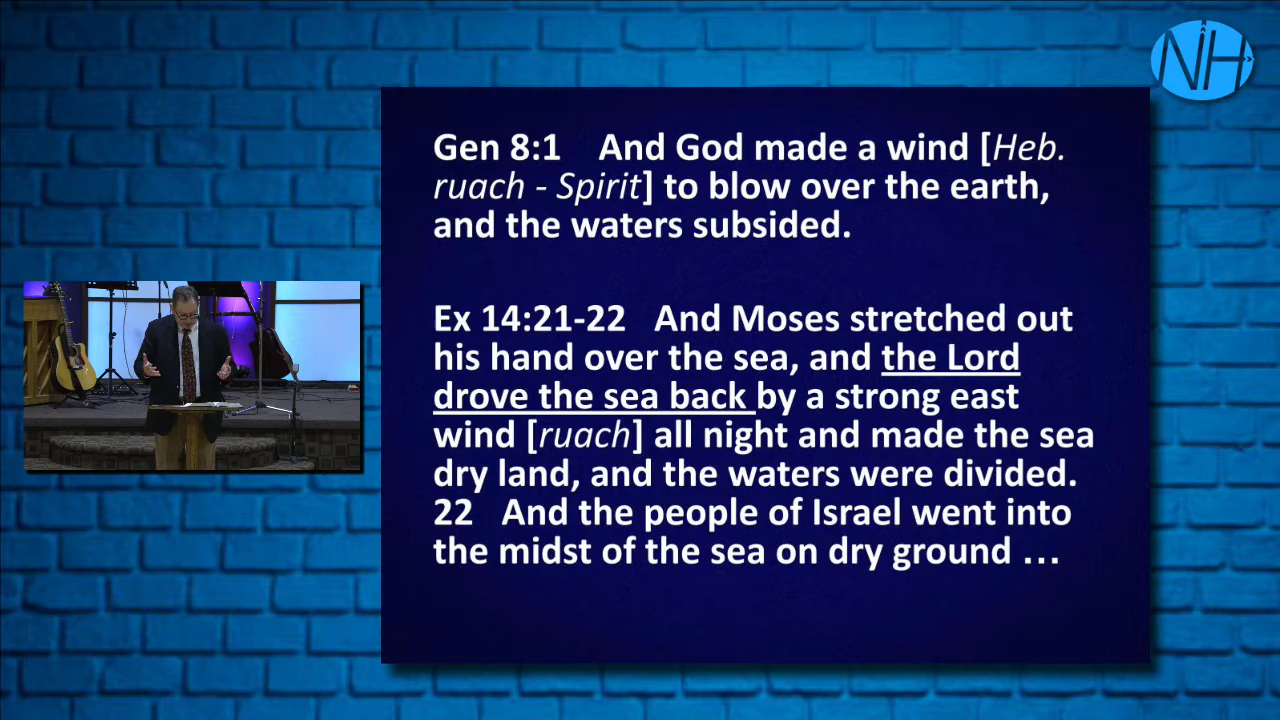 NH
Gen 8:1 And God made a wind [Heb.
ruach - Spirit] to blow over the earth,
and the waters subsided.
Ex 14:21-22 And Moses stretched out
his hand over the sea, and the Lord
drove the sea back by a strong east
wind [ruach] all night and made the sea
dry land, and the waters were divided.
22 And the people of Israel went into
the midst of the sea on dry ground …